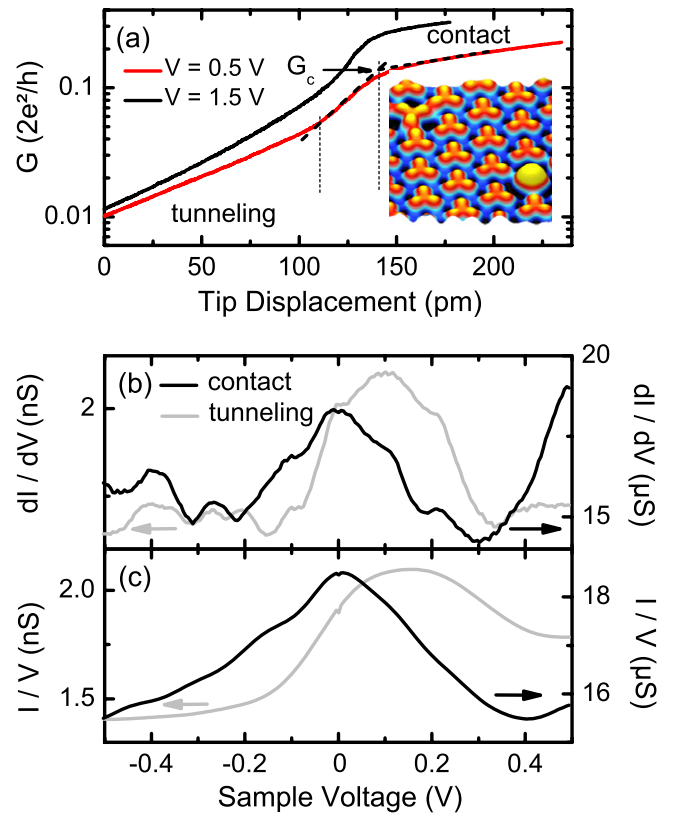 (a)
contact
V = 0.5 V
V = 1.5 V
Gc
tunneling
G (2e²/h)
0.1
0.01
0 50 100 150 200
Tip Displacement (pm)
(b)
contact
tunneling
dI / dV (nS)
2
20
15
dI / dV (µS)
(c)
I / V (nS)
2.0
1.5
18
16
I / V (µS)
-0.4 -0.2 0 0.2 0.4
Sample Voltage (V)